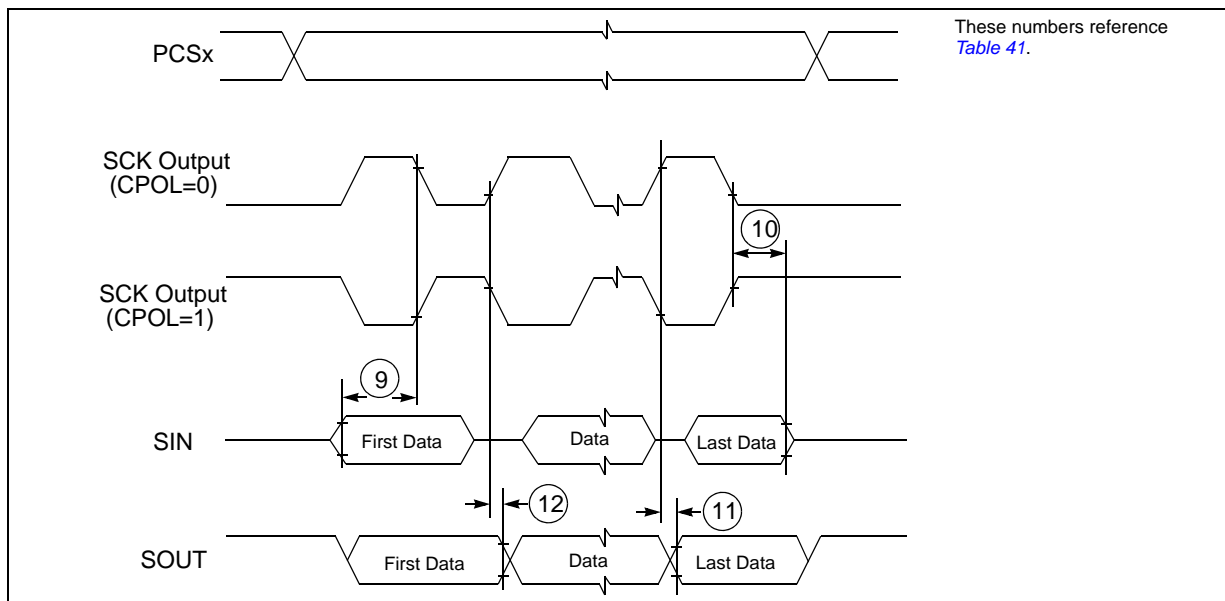 These numbers reference
Table 41.
PCSx
SCK Output
(CPOL=0)
10
SCK Output
(CPOL=1)
9
SIN
First Data
Data
Last Data
12
11
SOUT
First Data
Data
Last Data